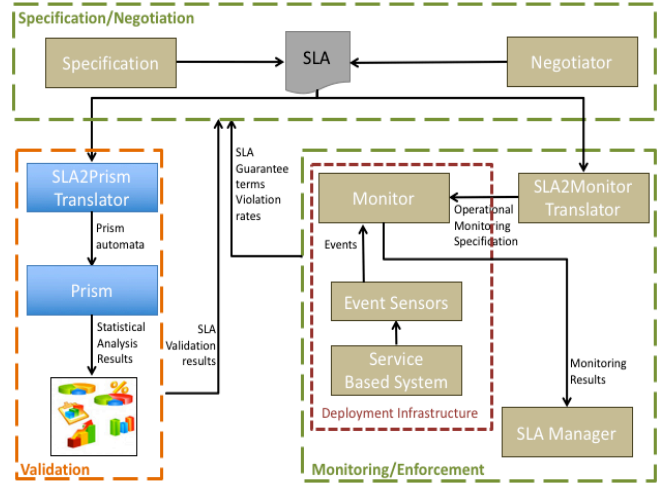 Specification/Negotiation
Specification
SLA
Negotiator
SLA2Prism
Translator
Prism
automata
Prism
Statistical
Analysis
Results
%
Validation
SLA
Validation
results
SLA
Guarantee
terms
Violation
rates
Monitor
SLA2Monitor
Translator
Operational
Monitoring
Specification
Events
Event Sensors
Service
Based System
Deployment Infrastructure
Monitoring
Results
SLA Manager
Monitoring/Enforcement